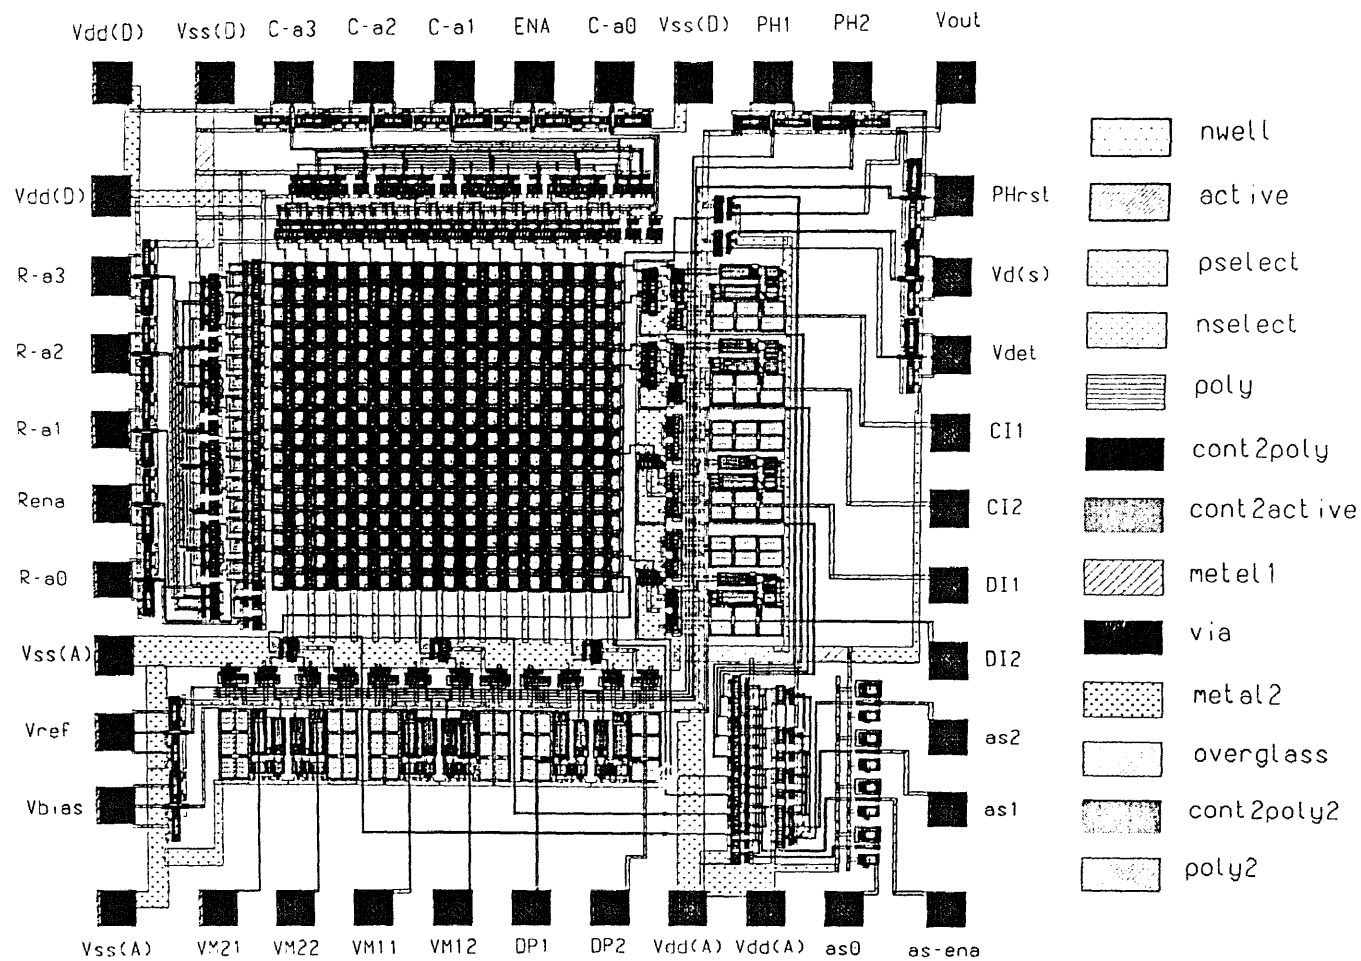 Vdd(D) Vss(D) C-a3 C-a2 C-a1 ENA C-a0 Vss(D) PH1 PH2 Vout
nwell
Vdd(D)
PHrst
active
R-a3
Vd(s)
pselect
nselect
R-a2
Vdet
poly
R-a1
CI1
cont2poly
Rena
CI2
cont2active
R-a0
DI1
metel1
Vss(A)
DI2
via
metal2
Vref
as2
overglass
Vbias
as1
cont2poly2
poly2
Vss(A) VM21 VM22 VM11 VM12 DP1 DP2 Vdd(A) Vdd(A) as0 as-ena